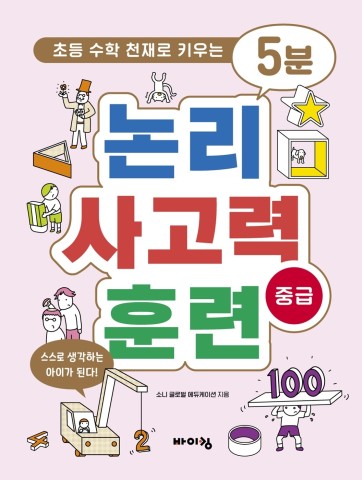 초등 수학 천재로 키우는
5분
논리
사고력
훈련
중급
스스로 생각하는
아이가 된다!
소니 글로벌 에듀케이션 지음
100
2
바이킹